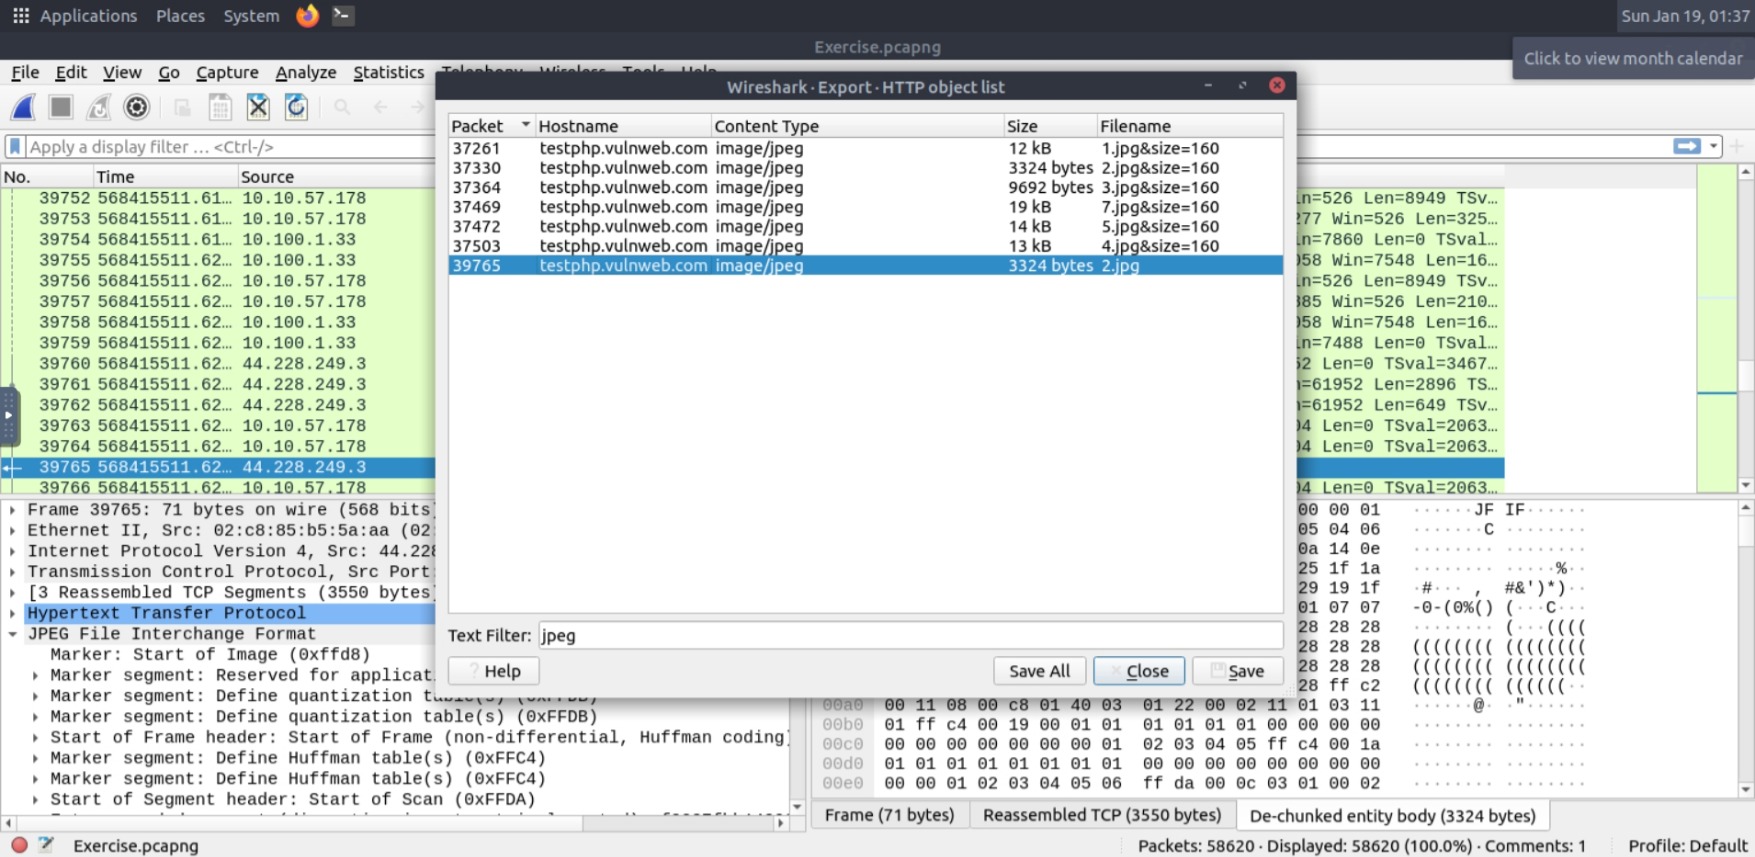 Applications Places System Sun Jan 19, 01:37
Exercise.pcapng
Click to view month calendar
File Edit View Go Capture Analyze Statistics Telephony Wireless Tools Help
Wireshark · Export · HTTP object list
Apply a display filter … <Ctrl-/>
No. Time Source
39752 568415511.61… 10.10.57.178
39753 568415511.61… 10.10.57.178
39754 568415511.61… 10.100.1.33
39755 568415511.62… 10.100.1.33
39756 568415511.62… 10.10.57.178
39757 568415511.62… 10.10.57.178
39758 568415511.62… 10.100.1.33
39759 568415511.62… 10.100.1.33
39760 568415511.62… 44.228.249.3
39761 568415511.62… 44.228.249.3
39762 568415511.62… 44.228.249.3
39763 568415511.62… 10.10.57.178
39764 568415511.62… 10.10.57.178
39765 568415511.62… 44.228.249.3
39766 568415511.62… 10.10.57.178
Packet Hostname Content Type Size Filename
37261 testphp.vulnweb.com image/jpeg 12 kB 1.jpg&size=160
37330 testphp.vulnweb.com image/jpeg 3324 bytes 2.jpg&size=160
37364 testphp.vulnweb.com image/jpeg 9692 bytes 3.jpg&size=160
37469 testphp.vulnweb.com image/jpeg 19 kB 7.jpg&size=160
37472 testphp.vulnweb.com image/jpeg 14 kB 5.jpg&size=160
37503 testphp.vulnweb.com image/jpeg 13 kB 4.jpg&size=160
39765 testphp.vulnweb.com image/jpeg 3324 bytes 2.jpg
Text Filter: jpeg
Help Save All Close Save
n=526 Len=8949 TSv…
277 Win=526 Len=325…
n=7860 Len=0 TSval…
058 Win=7548 Len=16…
n=526 Len=8949 TSv…
385 Win=526 Len=210…
058 Win=7548 Len=16…
n=7488 Len=0 TSval…
52 Len=0 TSval=3467…
n=61952 Len=2896 TS…
n=61952 Len=649 TSv…
04 Len=0 TSval=2063…
04 Len=0 TSval=2063…
04 Len=0 TSval=2063…
Frame 39765: 71 bytes on wire (568 bits)
Ethernet II, Src: 02:c8:85:b5:5a:aa (02:
Internet Protocol Version 4, Src: 44.228
Transmission Control Protocol, Src Port:
[3 Reassembled TCP Segments (3550 bytes)
Hypertext Transfer Protocol
JPEG File Interchange Format
Marker: Start of Image (0xffd8)
Marker segment: Reserved for applicat
Marker segment: Define quantization table(s) (0xFFDB)
Marker segment: Define quantization table(s) (0xFFDB)
Start of Frame header: Start of Frame (non-differential, Huffman coding)
Marker segment: Define Huffman table(s) (0xFFC4)
Marker segment: Define Huffman table(s) (0xFFC4)
Start of Segment header: Start of Scan (0xFFDA)
00 00 01 ······JF IF······
05 04 06 ·······C ········
0a 14 0e ········ ········
25 1f 1a ········ ·····%··
29 19 1f ·#··· , #&')*)··
01 07 07 -0-(0%() (···C···
28 28 28 ·······( ···((((
28 28 28 (((((((( ((((((((
28 28 28 (((((((( ((((((((
28 ff c2 (((((((( ((((((··
00a0 00 11 08 00 c8 01 40 03 01 22 00 02 11 01 03 11 ······@· ·"······
00b0 01 ff c4 00 19 00 01 01 01 01 01 01 00 00 00 00 ········ ········
00c0 00 00 00 00 00 00 00 01 02 03 04 05 ff c4 00 1a ········ ········
00d0 01 01 01 01 01 01 01 01 00 00 00 00 00 00 00 00 ········ ········
00e0 00 00 01 02 03 04 05 06 ff da 00 0c 03 01 00 02 ········ ········
Frame (71 bytes) Reassembled TCP (3550 bytes) De-chunked entity body (3324 bytes)
Exercise.pcapng Packets: 58620 · Displayed: 58620 (100.0%) · Comments: 1 Profile: Default